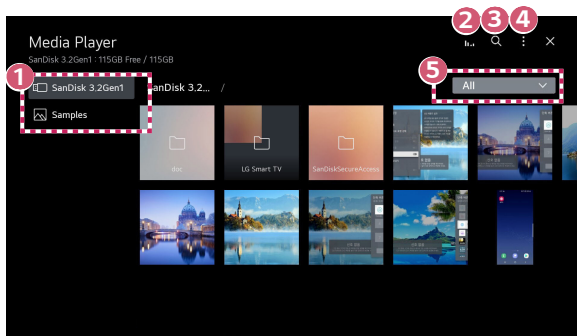 2 3 4
Media Player
SanDisk 3.2Gen1 : 115GB Free / 115GB
1
5
SanDisk 3.2Gen1
SanDisk 3.2... /
All
Samples
LG Smart TV
SanDiskSecureAccess